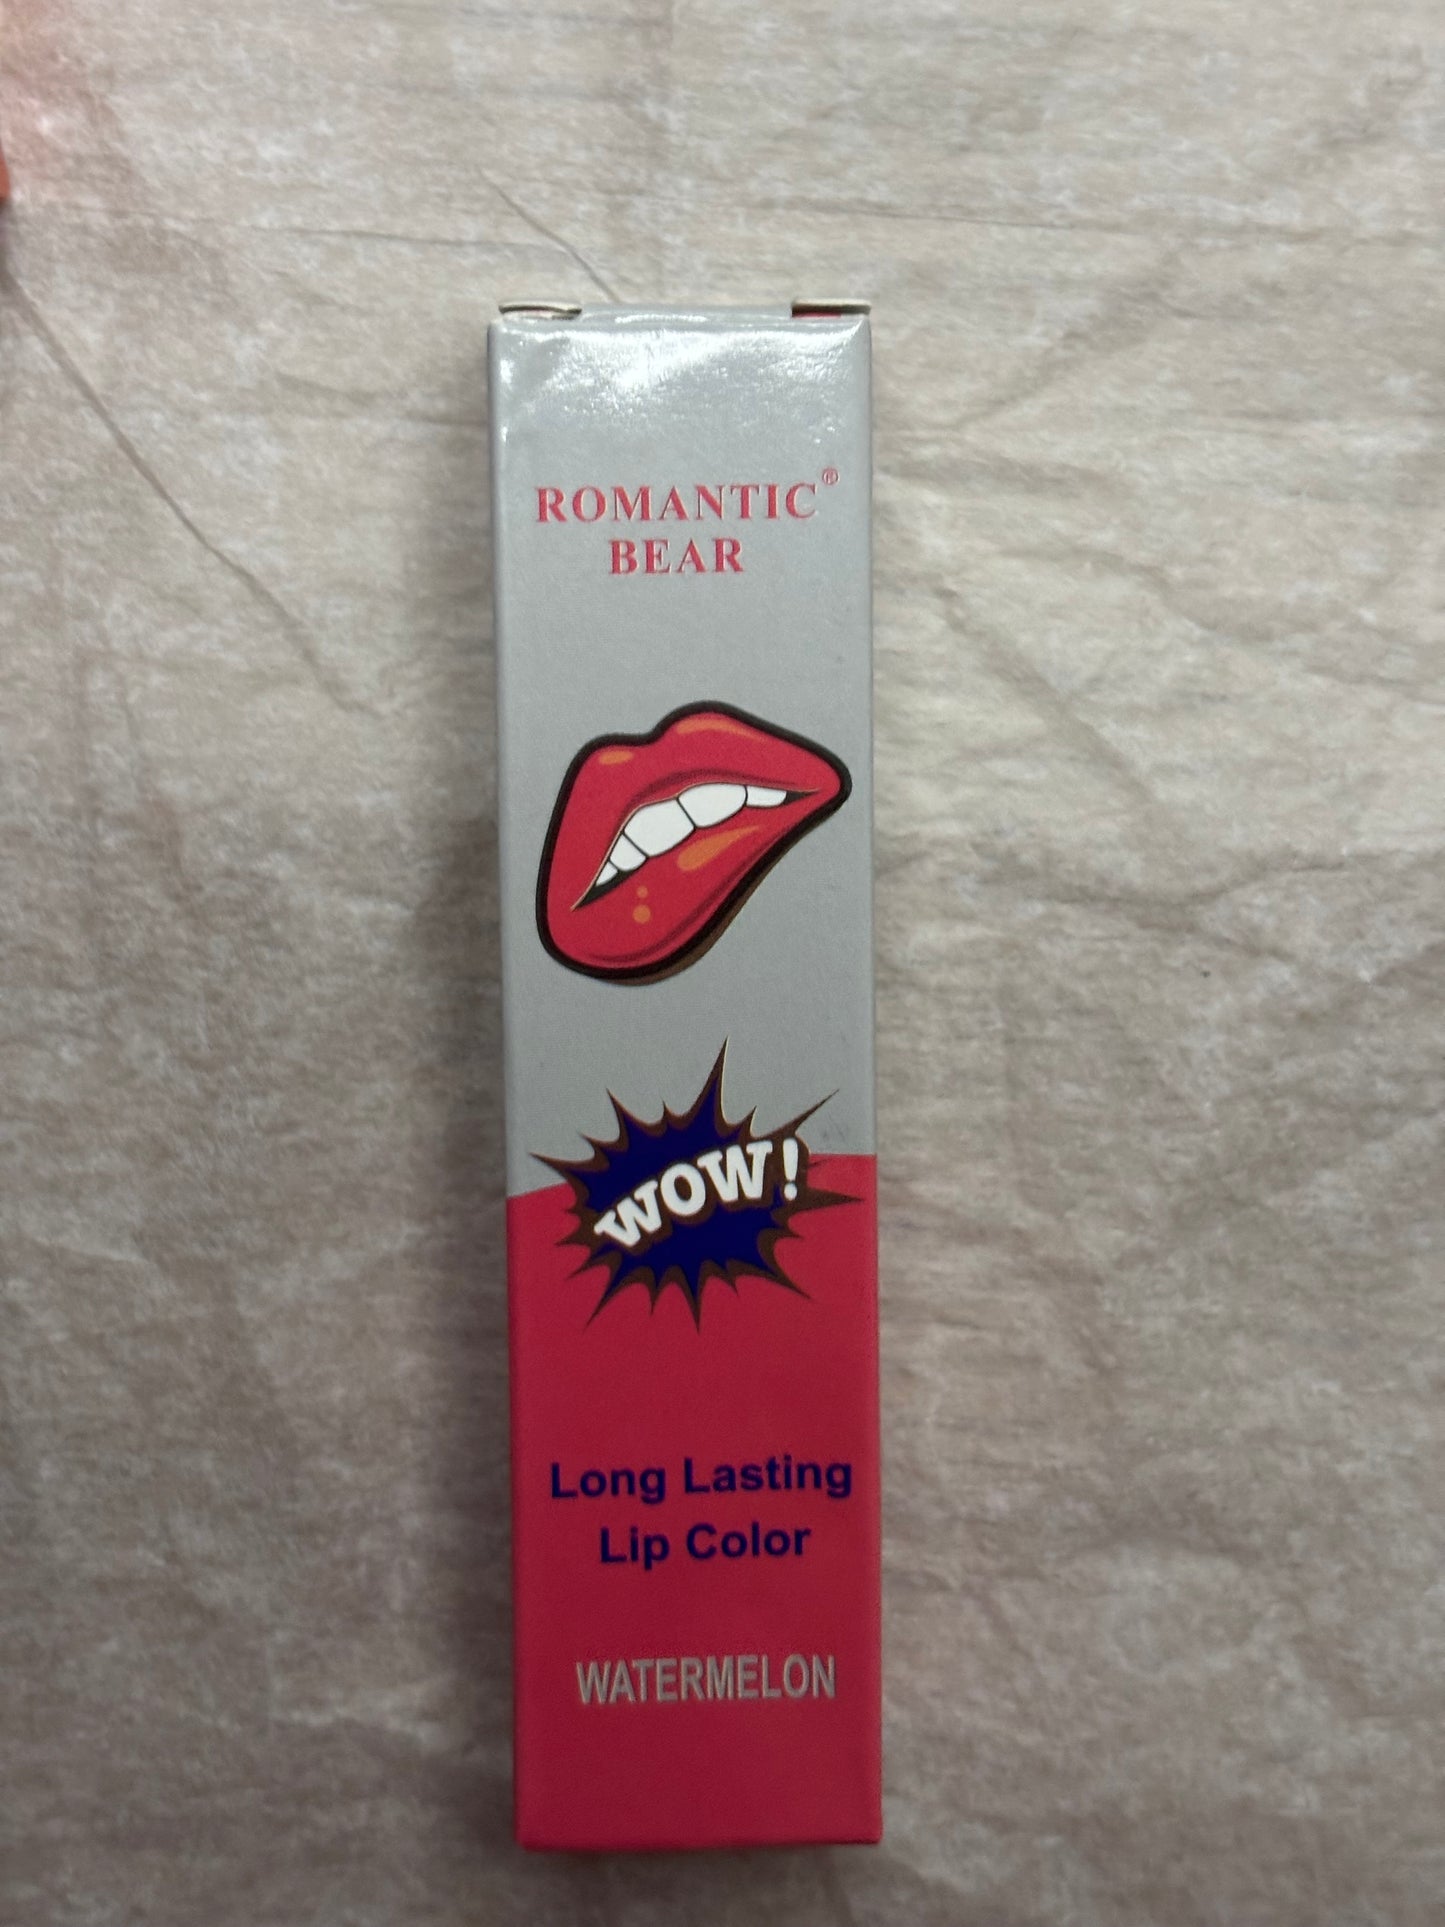 ROMANTIC®
BEAR
WOW!
Long Lasting
Lip Color
WATERMELON